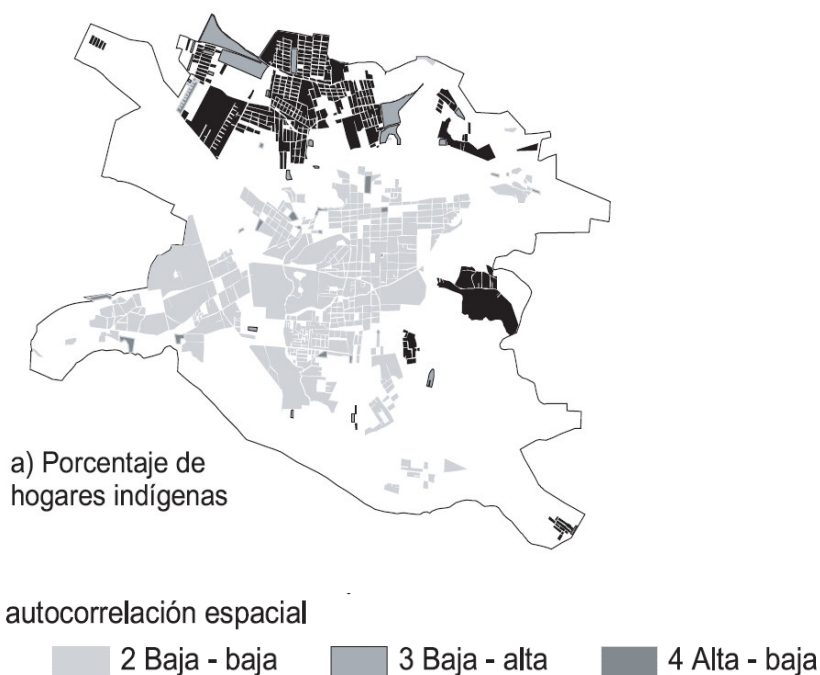 a) Porcentaje de
hogares indígenas
autocorrelación espacial
2 Baja - baja
3 Baja - alta
4 Alta - baja